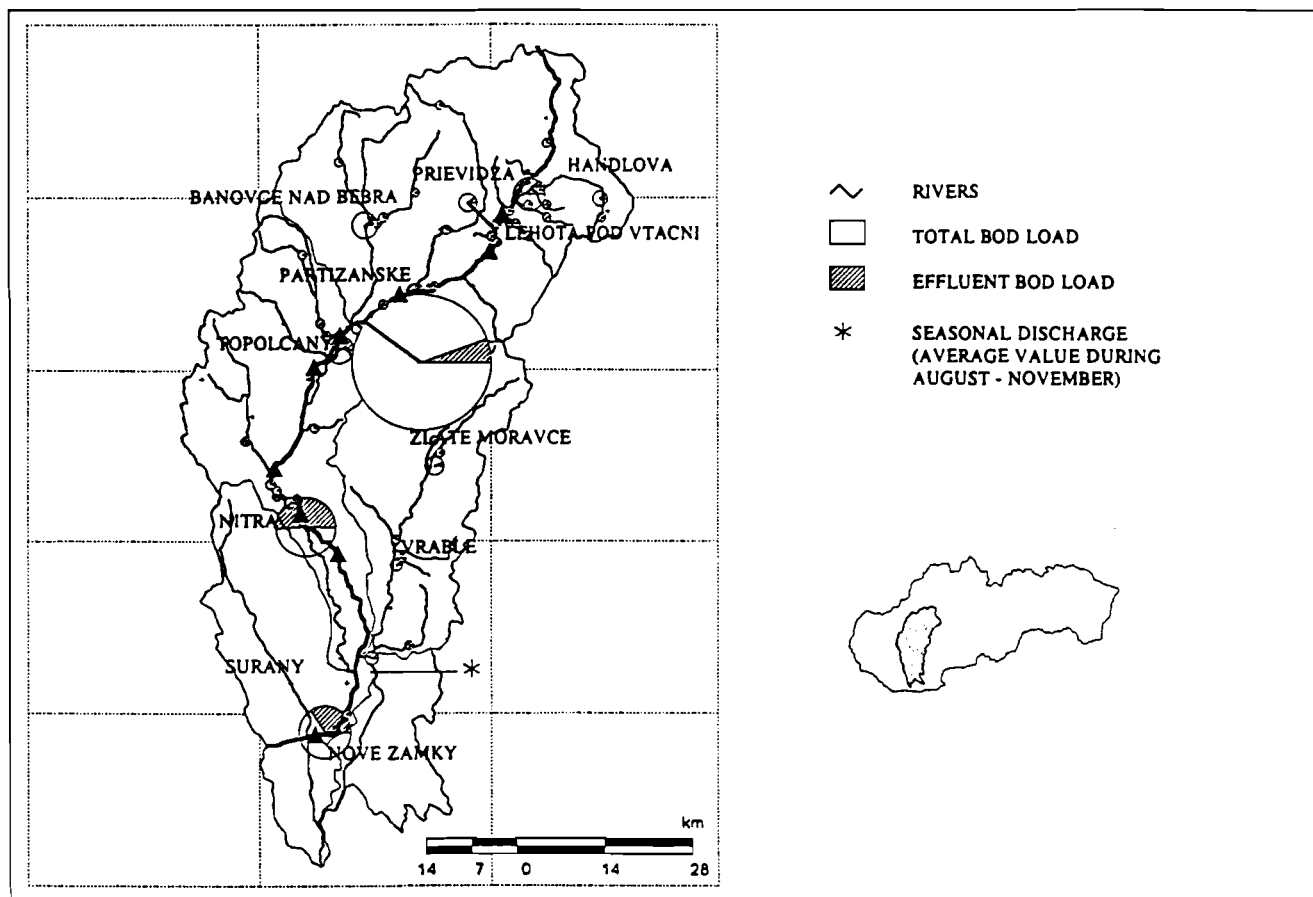 HANDLOVA
PRIEVIDZA
BANOVCE NAD BEBRA
LEHOTA POD VTACNI
PARTIZANSKE
TOPOLCANY
ZLATE MORAVCE
NITRA
VRABLE
SURANY
*
NOVE ZAMKY
km
14 7 0 14 28
RIVERS
TOTAL BOD LOAD
EFFLUENT BOD LOAD
* SEASONAL DISCHARGE
(AVERAGE VALUE DURING
AUGUST - NOVEMBER)